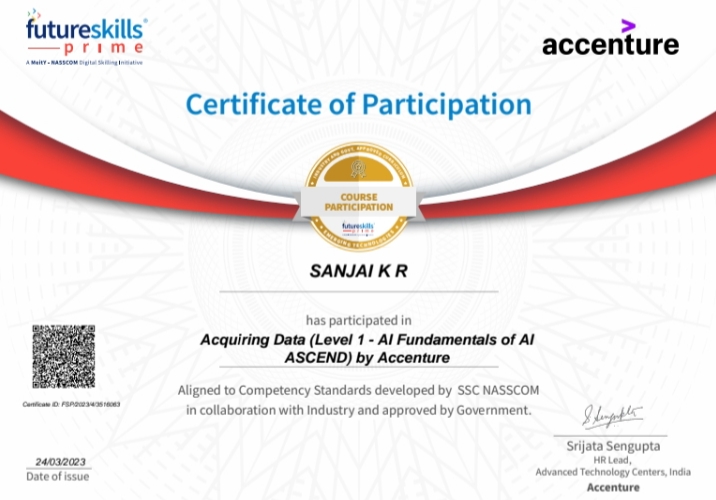 futureskills
prime
A MeitY - NASSCOM Digital Skilling Initiative
accenture
Certificate of Participation
COURSE
PARTICIPATION
futureskills
prime
EMERGING TECHNOLOGIES
SANJAI K R
has participated in
Acquiring Data (Level 1 - AI Fundamentals of AI
ASCEND) by Accenture
Aligned to Competency Standards developed by SSC NASSCOM
in collaboration with Industry and approved by Government.
Certificate ID: FSP/2023/4/3516083
24/03/2023
Date of issue
Srijata Sengupta
HR Lead,
Advanced Technology Centers, India
Accenture